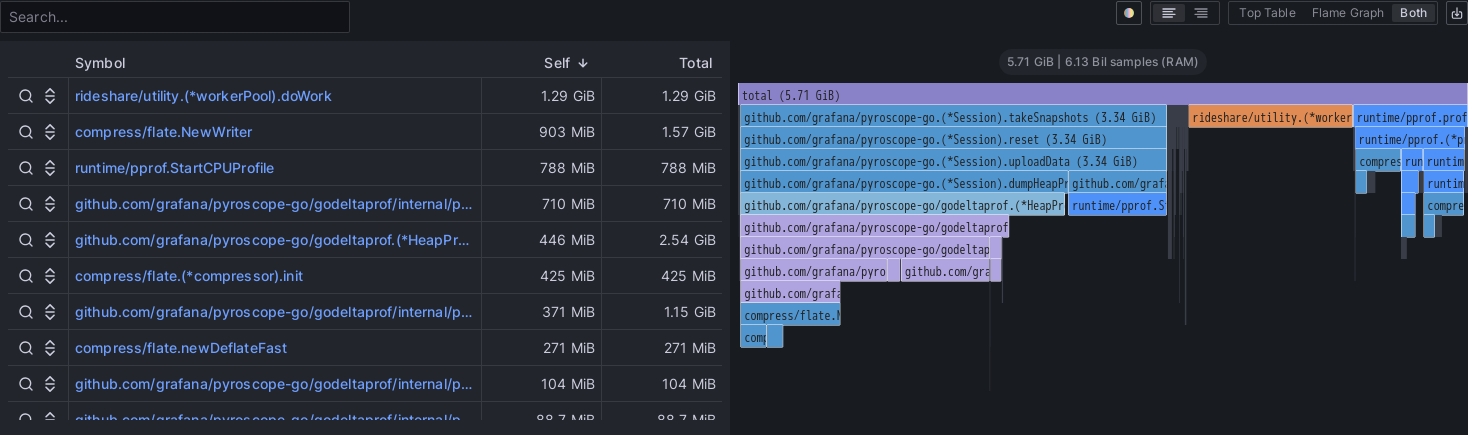 Search...
Top Table Flame Graph Both
Symbol Self Total
rideshare/utility.(*workerPool).doWork 1.29 GiB 1.29 GiB
compress/flate.NewWriter 903 MiB 1.57 GiB
runtime/pprof.StartCPUProfile 788 MiB 788 MiB
github.com/grafana/pyroscope-go/godeltaprof/internal/p... 710 MiB 710 MiB
github.com/grafana/pyroscope-go/godeltaprof.(*HeapPr... 446 MiB 2.54 GiB
compress/flate.(*compressor).init 425 MiB 425 MiB
github.com/grafana/pyroscope-go/godeltaprof/internal/p... 371 MiB 1.15 GiB
compress/flate.newDeflateFast 271 MiB 271 MiB
github.com/grafana/pyroscope-go/godeltaprof/internal/p... 104 MiB 104 MiB
github.com/grafana/pyroscope-go/godeltaprof/internal/p... 88.7 MiB 88.7 MiB
5.71 GiB | 6.13 Bil samples (RAM)
total (5.71 GiB)
github.com/grafana/pyroscope-go.(*Session).takeSnapshots (3.34 GiB) rideshare/utility.(*worker runtime/pprof.prof
github.com/grafana/pyroscope-go.(*Session).reset (3.34 GiB) runtime/pprof.(*p
github.com/grafana/pyroscope-go.(*Session).uploadData (3.34 GiB) compres run runtim
github.com/grafana/pyroscope-go.(*Session).dumpHeapPr github.com/grafa runtim
github.com/grafana/pyroscope-go/godeltaprof.(*HeapPr runtime/pprof.S compre
github.com/grafana/pyroscope-go/godeltaprof
github.com/grafana/pyroscope-go/godeltap
github.com/grafana/pyro github.com/gra
github.com/grafa
compress/flate.N
comp